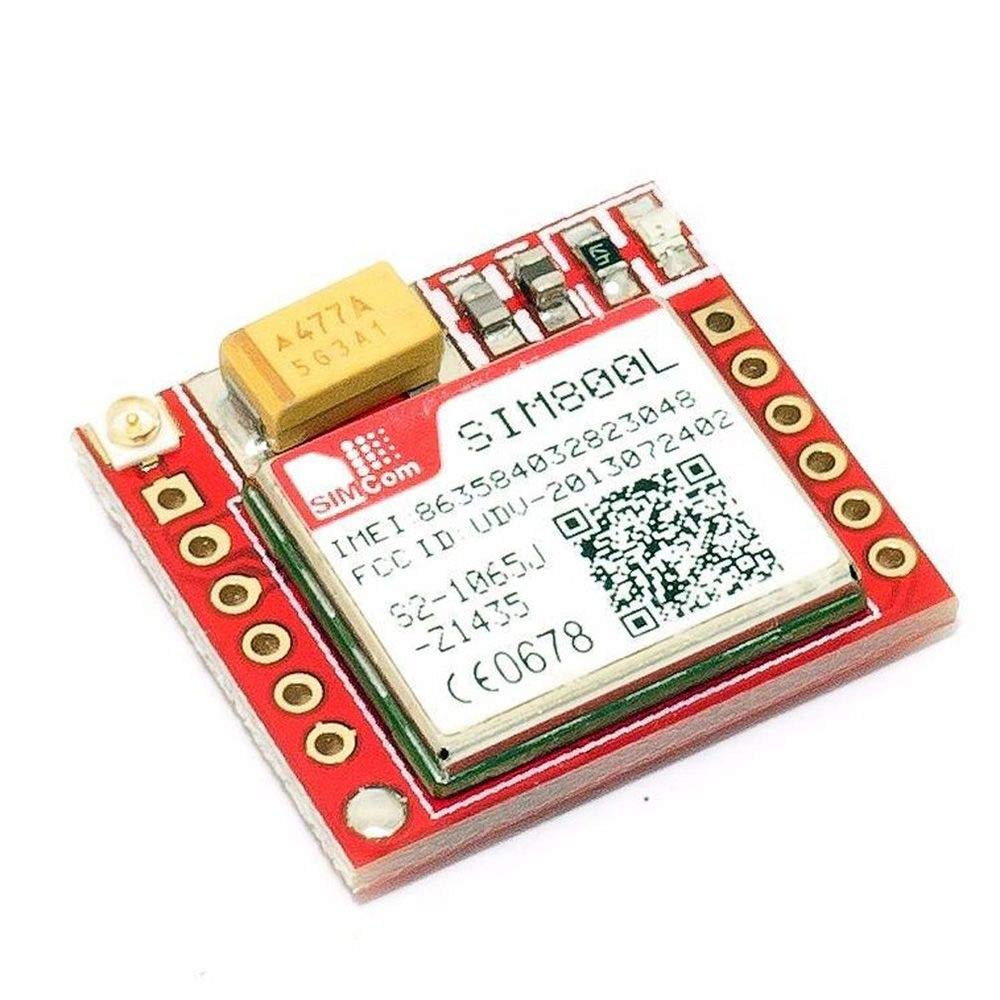 A477A
563A1
SIMCom
SIM800L
IMEI:863584032823048
FCC ID:UDV-2013072402
S2-1065J
-Z1435
CE0678